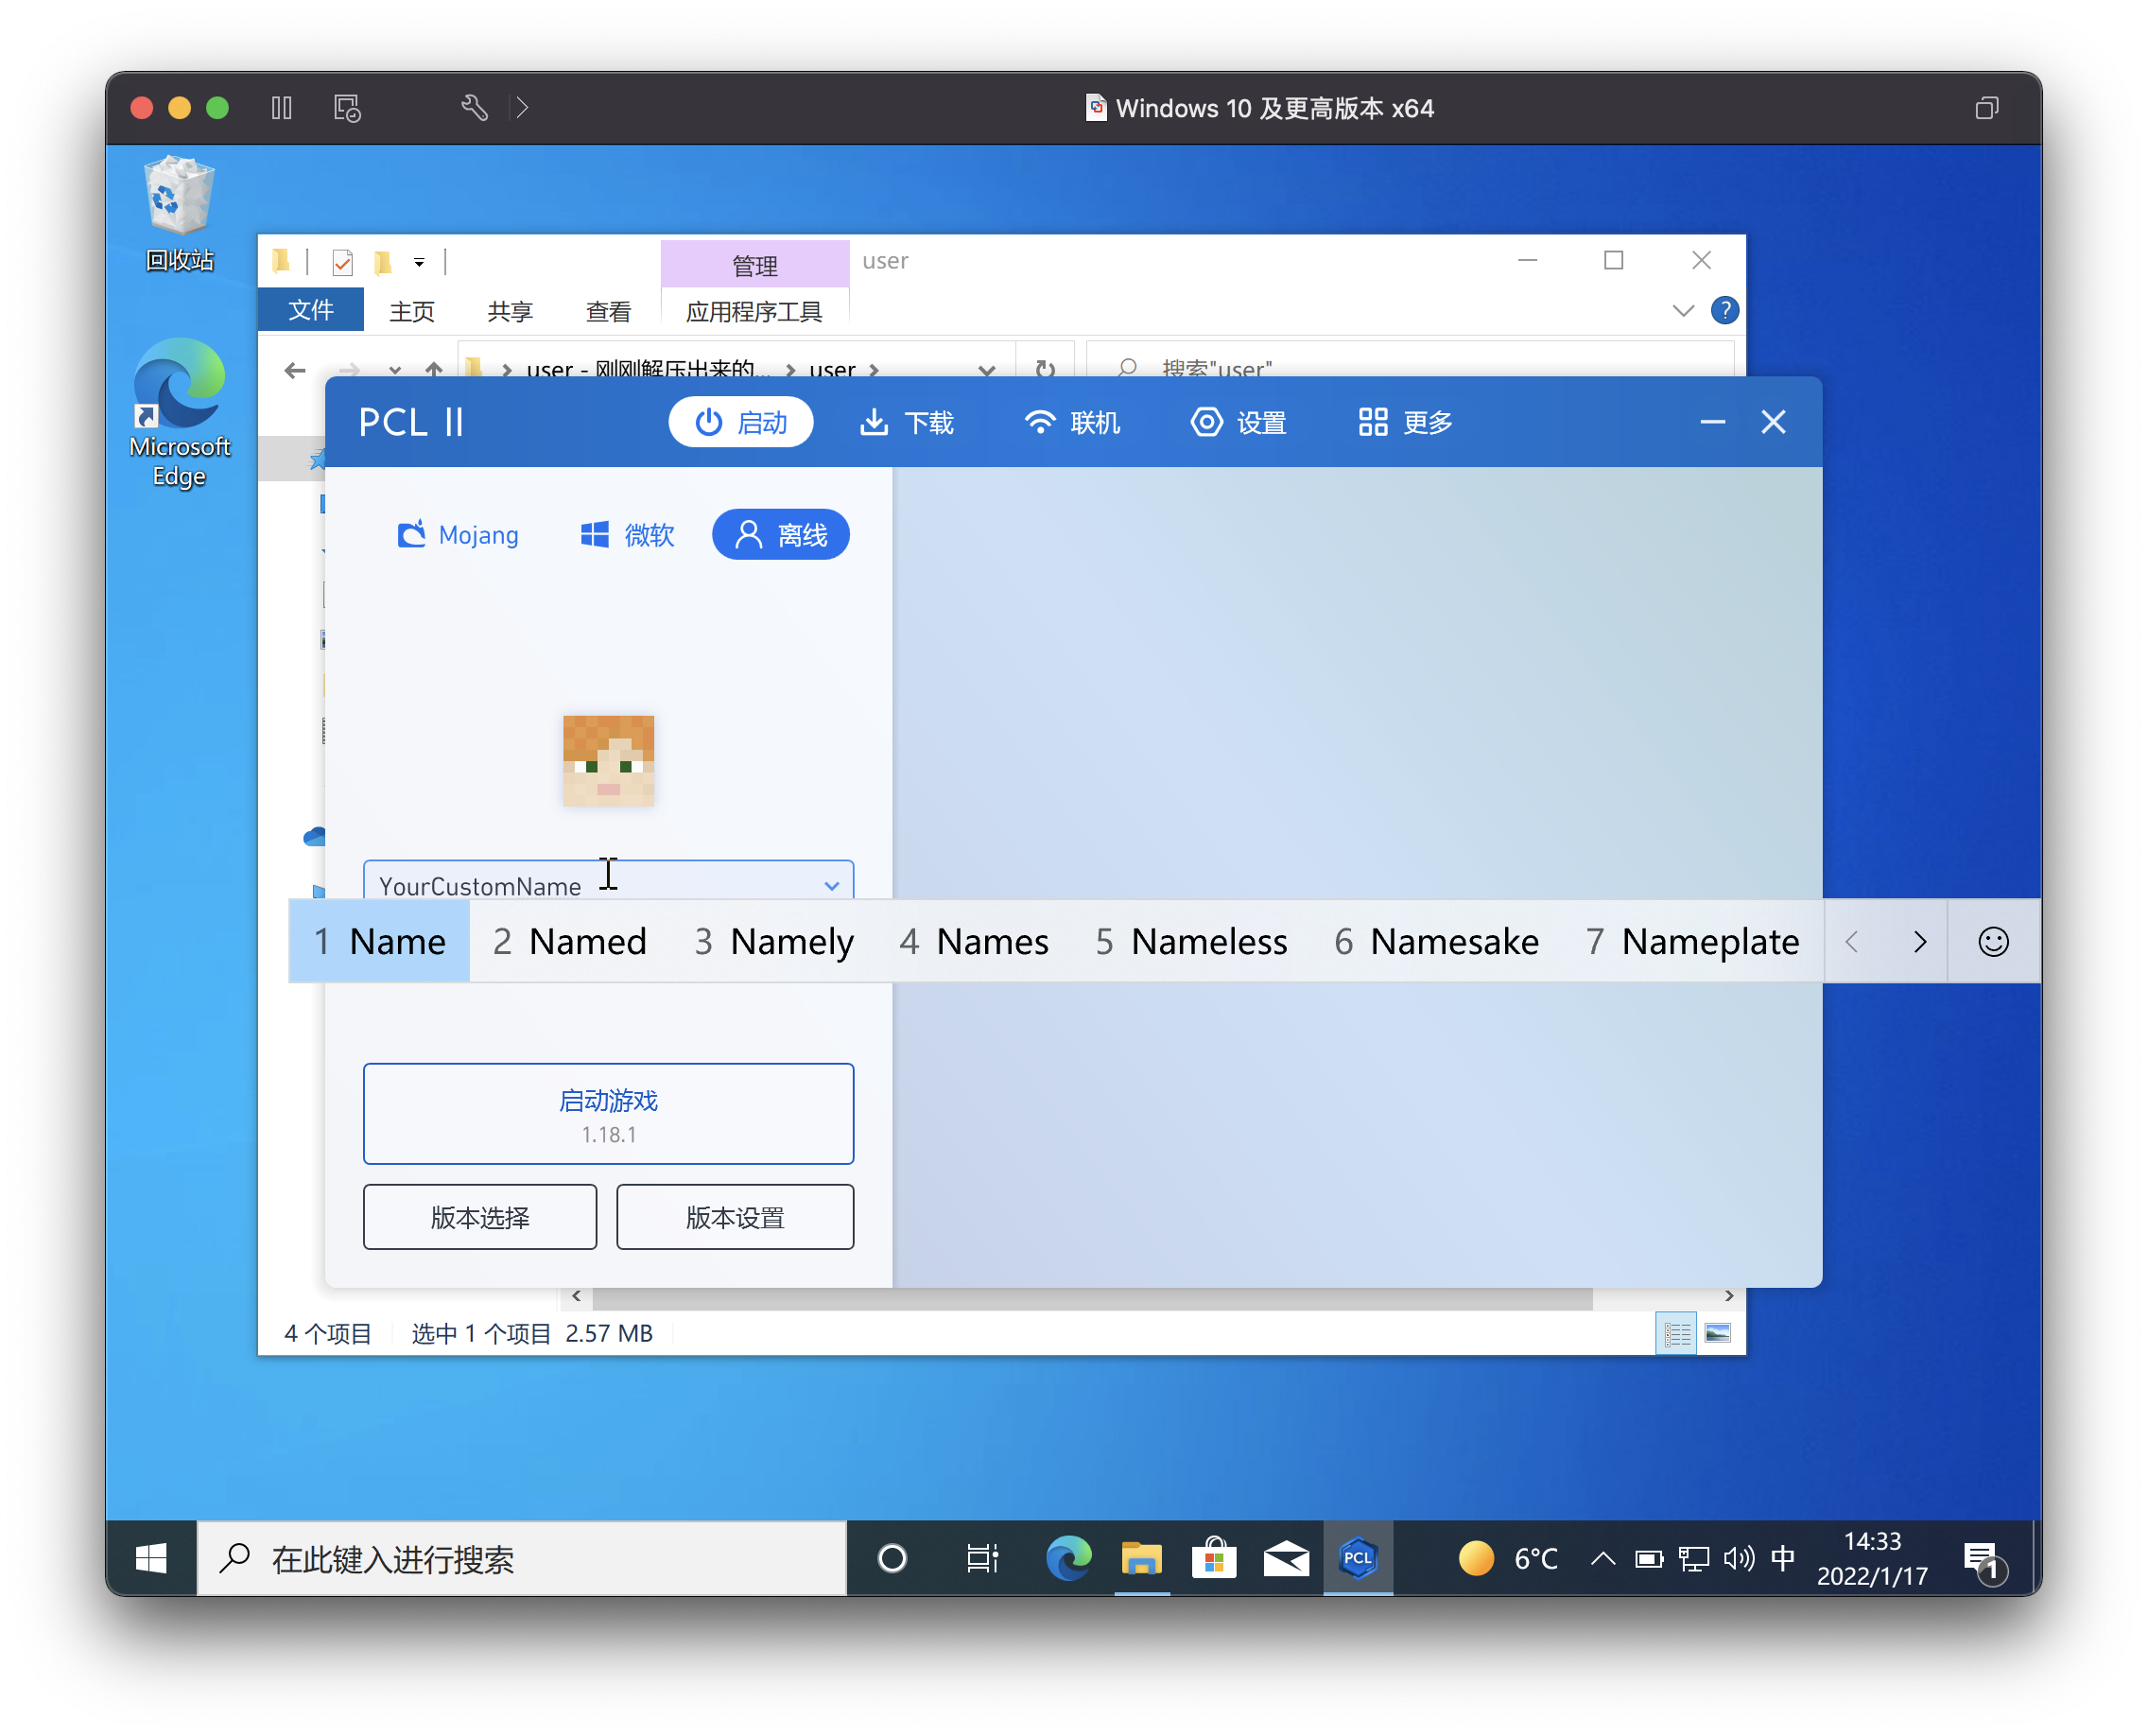 Windows 10 及更高版本 x64
回收站
Microsoft
Edge
管理
user
文件
主页
共享
查看
应用程序工具
?
user - 刚刚解压出来的...
user
搜索"user"
PCL II
启动
下载
联机
设置
更多
Mojang
微软
离线
YourCustomName
1 Name 2 Named 3 Namely 4 Names 5 Nameless 6 Namesake 7 Nameplate
启动游戏
1.18.1
版本选择
版本设置
4 个项目
选中 1 个项目 2.57 MB
在此键入进行搜索
PCL
6°C
中
14:33
2022/1/17
1